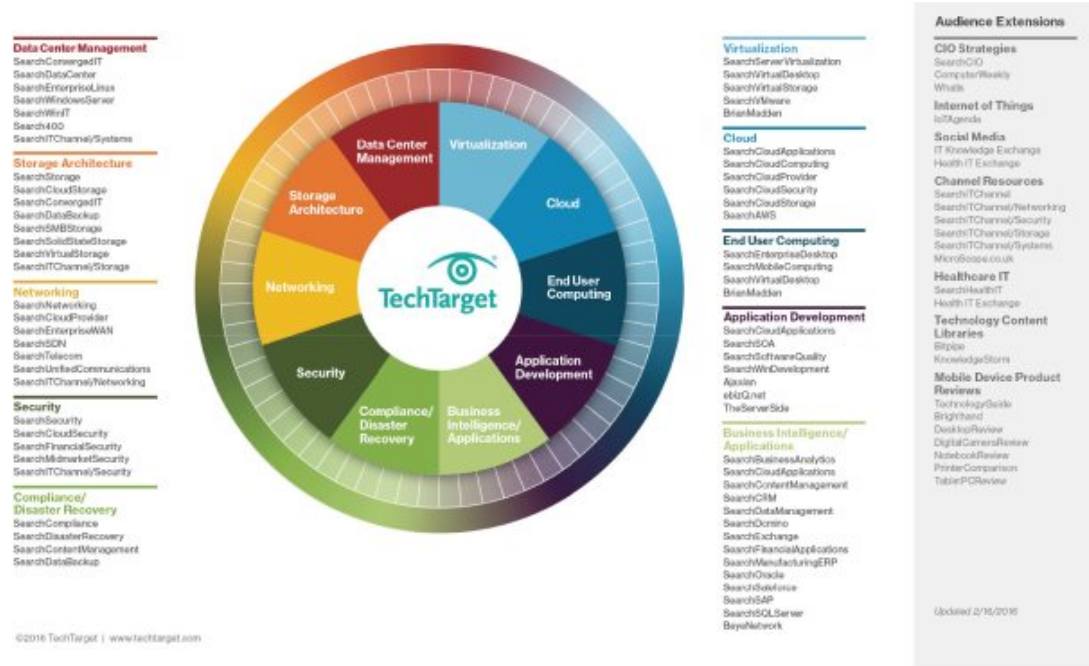 Data Center Management
SearchConvergedIT
SearchDataCenter
SearchEnterpriseLinux
SearchWindowsServer
SearchWinIT
Search400
SearchITChannel/Systems
Storage Architecture
SearchStorage
SearchCloudStorage
SearchConvergedIT
SearchDataBackup
SearchSMBStorage
SearchSolidStateStorage
SearchVirtualStorage
SearchITChannel/Storage
Networking
SearchNetworking
SearchCloudProvider
SearchEnterpriseWAN
SearchSDN
SearchTelecom
SearchUnifiedCommunications
SearchITChannel/Networking
Security
SearchSecurity
SearchCloudSecurity
SearchFinancialSecurity
SearchMidmarketSecurity
SearchITChannel/Security
Compliance/
Disaster Recovery
SearchCompliance
SearchDisasterRecovery
SearchContentManagement
SearchDataBackup
©2016 TechTarget | www.techtarget.com
Data Center
Management
Virtualization
Storage
Architecture
Cloud
Networking
TechTarget
®
End User
Computing
Security
Application
Development
Compliance/
Disaster
Recovery
Business
Intelligence/
Applications
Virtualization
SearchServerVirtualization
SearchVirtualDesktop
SearchVirtualStorage
SearchVMware
BrianMadden
Cloud
SearchCloudApplications
SearchCloudComputing
SearchCloudProvider
SearchCloudSecurity
SearchCloudStorage
SearchAWS
End User Computing
SearchEnterpriseDesktop
SearchMobileComputing
SearchVirtualDesktop
BrianMadden
Application Development
SearchCloudApplications
SearchSOA
SearchSoftwareQuality
SearchWinDevelopment
Ajaxian
ebizQ.net
TheServerSide
Business Intelligence/
Applications
SearchBusinessAnalytics
SearchCloudApplications
SearchContentManagement
SearchCRM
SearchDataManagement
SearchDomino
SearchExchange
SearchFinancialApplications
SearchManufacturingERP
SearchOracle
SearchSalesforce
SearchSAP
SearchSQLServer
BeyeNetwork
Audience Extensions
CIO Strategies
SearchCIO
ComputerWeekly
WhatIs
Internet of Things
IoTAgenda
Social Media
IT Knowledge Exchange
Health IT Exchange
Channel Resources
SearchITChannel
SearchITChannel/Networking
SearchITChannel/Security
SearchITChannel/Storage
SearchITChannel/Systems
MicroScope.co.uk
Healthcare IT
SearchHealthIT
Health IT Exchange
Technology Content
Libraries
Bitpipe
KnowledgeStorm
Mobile Device Product
Reviews
TechnologyGuide
Brighthand
DesktopReview
DigitalCameraReview
NotebookReview
PrinterComparison
TabletPCReview
Updated 2/16/2016